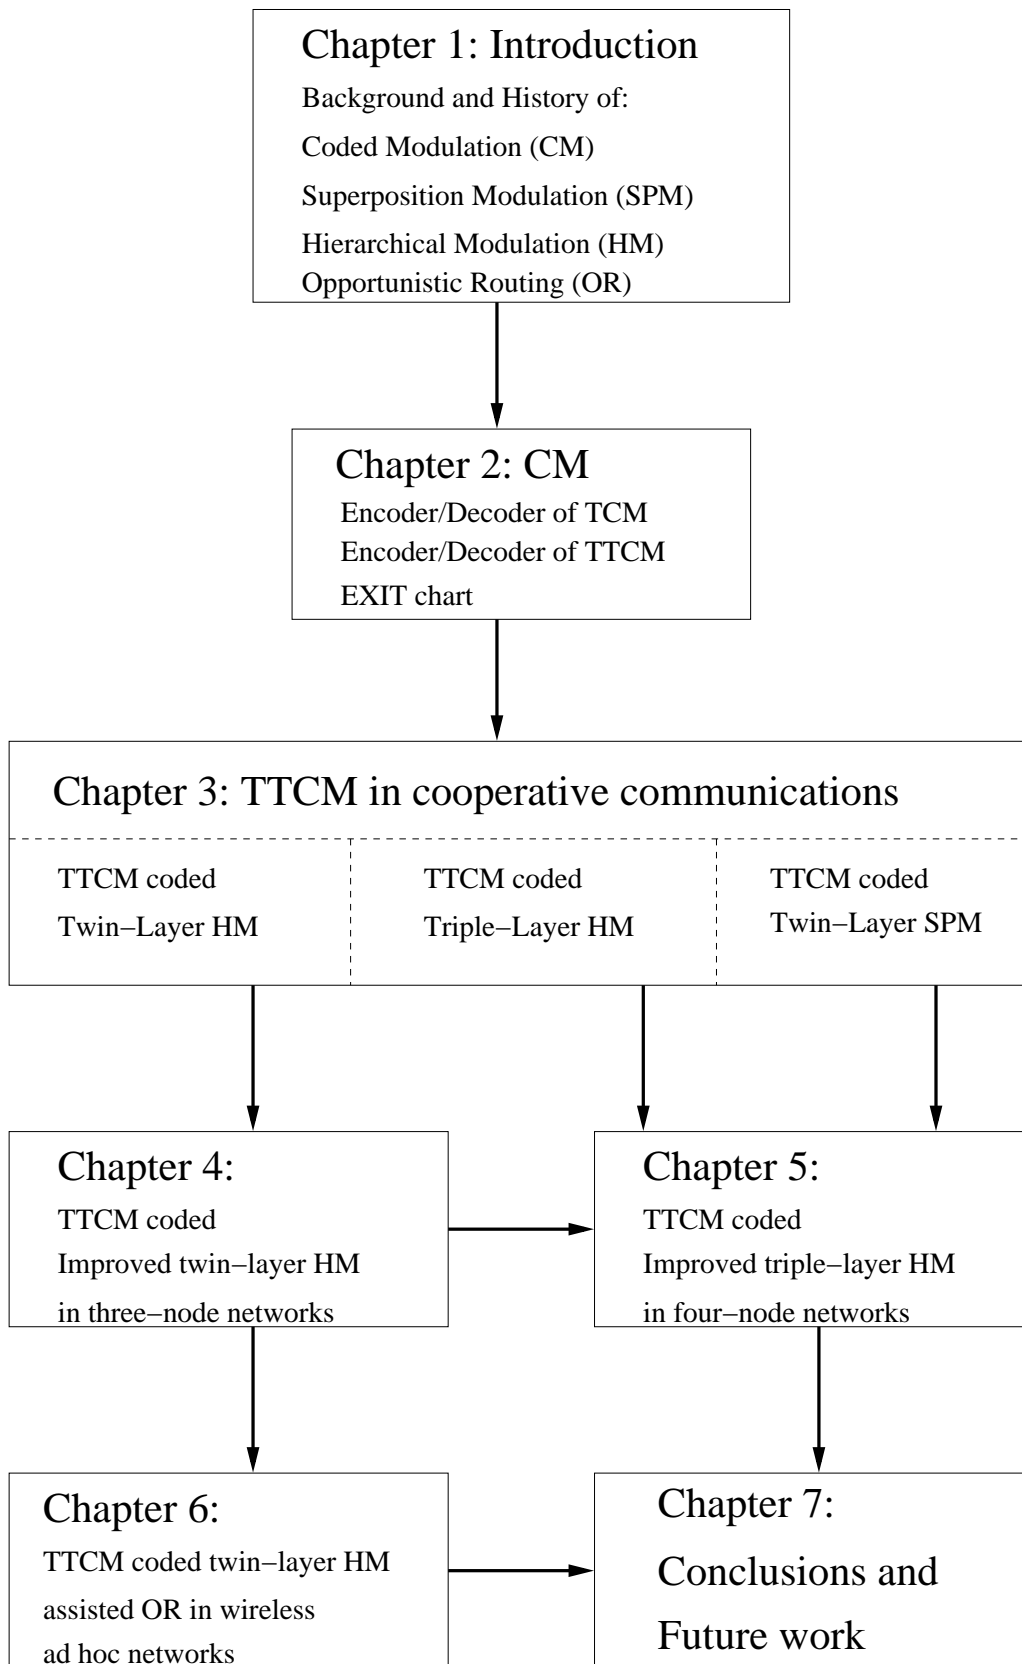 Chapter 1: Introduction
Background and History of:
Coded Modulation (CM)
Superposition Modulation (SPM)
Hierarchical Modulation (HM)
Opportunistic Routing (OR)
Chapter 2: CM
Encoder/Decoder of TCM
Encoder/Decoder of TTCM
EXIT chart
Chapter 3: TTCM in cooperative communications
TTCM coded
Twin−Layer HM
TTCM coded
Triple−Layer HM
TTCM coded
Twin−Layer SPM
Chapter 4:
TTCM coded
Improved twin−layer HM
in three−node networks
Chapter 5:
TTCM coded
Improved triple−layer HM
in four−node networks
Chapter 6:
TTCM coded twin−layer HM
assisted OR in wireless
ad hoc networks
Chapter 7:
Conclusions and
Future work